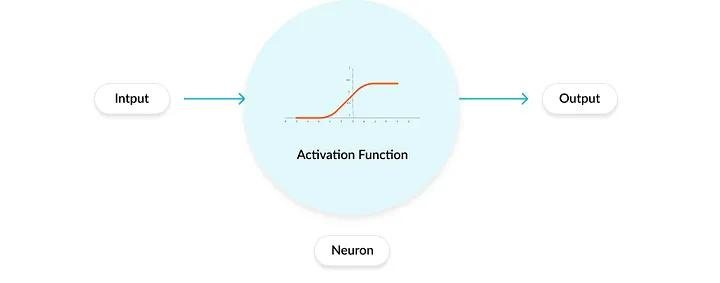 Intput
Activation Function
Output
Neuron